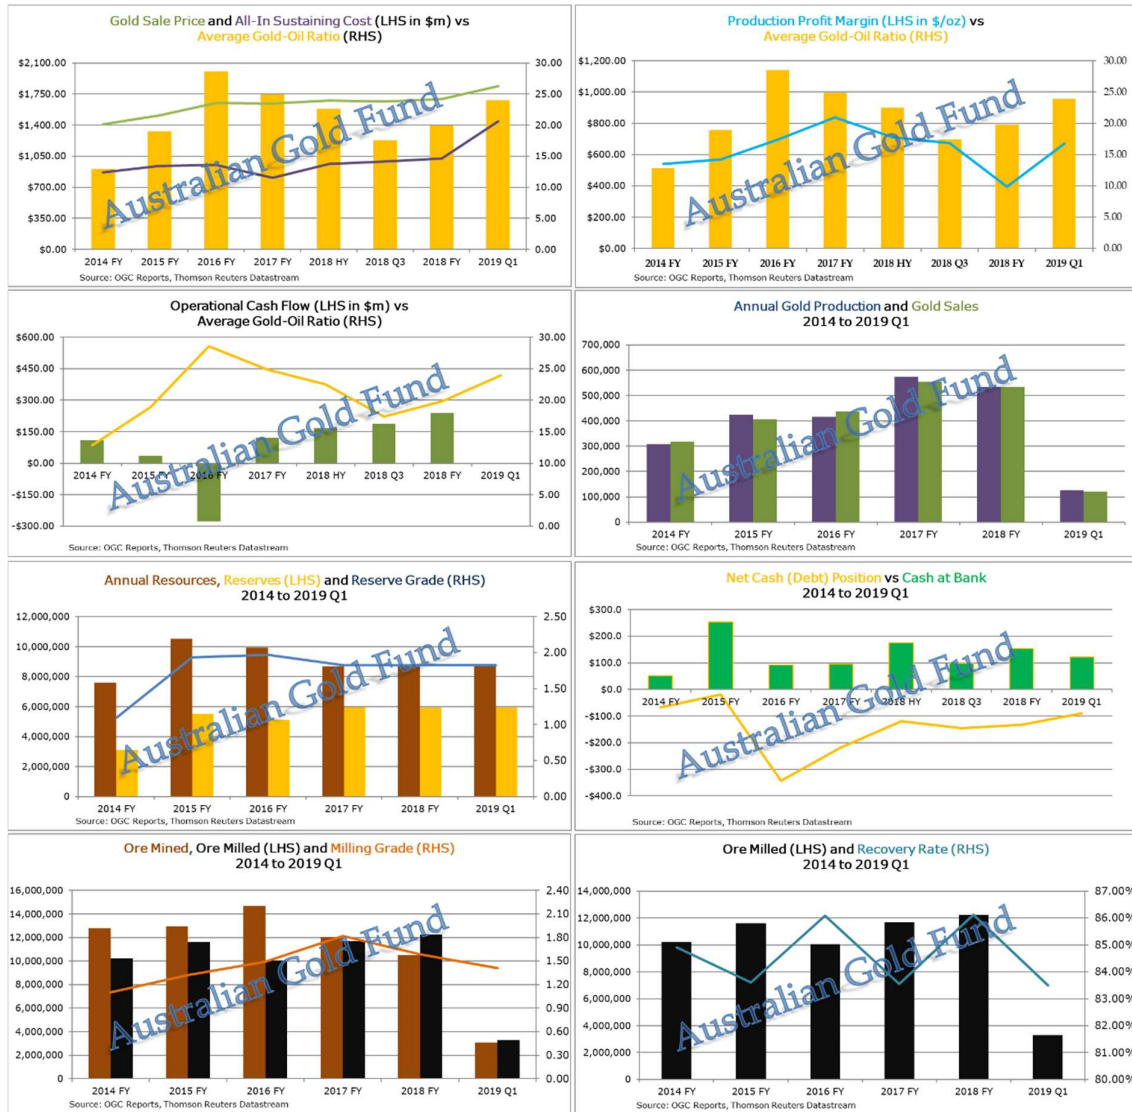 Gold Sale Price and All-In Sustaining Cost (LHS in $m) vs
Average Gold-Oil Ratio (RHS)
$2,100.00
$1,750.00
$1,400.00
$1,050.00
$700.00
$350.00
$0.00
30.00
25.00
20.00
15.00
10.00
5.00
0.00
2014 FY 2015 FY 2016 FY 2017 FY 2018 HY 2018 Q3 2018 FY 2019 Q1
Source: OGC Reports, Thomson Reuters Datastream
Australian Gold Fund
Production Profit Margin (LHS in $/oz) vs
Average Gold-Oil Ratio (RHS)
$1,200.00
$1,000.00
$800.00
$600.00
$400.00
$200.00
$0.00
30.00
25.00
20.00
15.00
10.00
5.00
0.00
2014 FY 2015 FY 2016 FY 2017 FY 2018 HY 2018 Q3 2018 FY 2019 Q1
Source: OGC Reports, Thomson Reuters Datastream
Australian Gold Fund
Operational Cash Flow (LHS in $m) vs
Average Gold-Oil Ratio (RHS)
$600.00
$450.00
$300.00
$150.00
$0.00
-$150.00
-$300.00
30.00
25.00
20.00
15.00
10.00
5.00
0.00
2014 FY 2015 FY 2016 FY 2017 FY 2018 HY 2018 Q3 2018 FY 2019 Q1
Source: OGC Reports, Thomson Reuters Datastream
Australian Gold Fund
Annual Gold Production and Gold Sales
2014 to 2019 Q1
700,000
600,000
500,000
400,000
300,000
200,000
100,000
0
2014 FY 2015 FY 2016 FY 2017 FY 2018 FY 2019 Q1
Source: OGC Reports, Thomson Reuters Datastream
Australian Gold Fund
Annual Resources, Reserves (LHS) and Reserve Grade (RHS)
2014 to 2019 Q1
12,000,000
10,000,000
8,000,000
6,000,000
4,000,000
2,000,000
0
2.50
2.00
1.50
1.00
0.50
0.00
2014 FY 2015 FY 2016 FY 2017 FY 2018 FY 2019 Q1
Source: OGC Reports, Thomson Reuters Datastream
Australian Gold Fund
Net Cash (Debt) Position vs Cash at Bank
2014 to 2019 Q1
$300.0
$200.0
$100.0
$0.0
-$100.0
-$200.0
-$300.0
-$400.0
2014 FY 2015 FY 2016 FY 2017 FY 2018 HY 2018 Q3 2018 FY 2019 Q1
Source: OGC Reports, Thomson Reuters Datastream
Australian Gold Fund
Ore Mined, Ore Milled (LHS) and Milling Grade (RHS)
2014 to 2019 Q1
16,000,000
14,000,000
12,000,000
10,000,000
8,000,000
6,000,000
4,000,000
2,000,000
0
2.40
2.10
1.80
1.50
1.20
0.90
0.60
0.30
0.00
2014 FY 2015 FY 2016 FY 2017 FY 2018 FY 2019 Q1
Source: OGC Reports, Thomson Reuters Datastream
Australian Gold Fund
Ore Milled (LHS) and Recovery Rate (RHS)
2014 to 2019 Q1
14,000,000
12,000,000
10,000,000
8,000,000
6,000,000
4,000,000
2,000,000
0
87.00%
86.00%
85.00%
84.00%
83.00%
82.00%
81.00%
80.00%
2014 FY 2015 FY 2016 FY 2017 FY 2018 FY 2019 Q1
Source: OGC Reports, Thomson Reuters Datastream
Australian Gold Fund